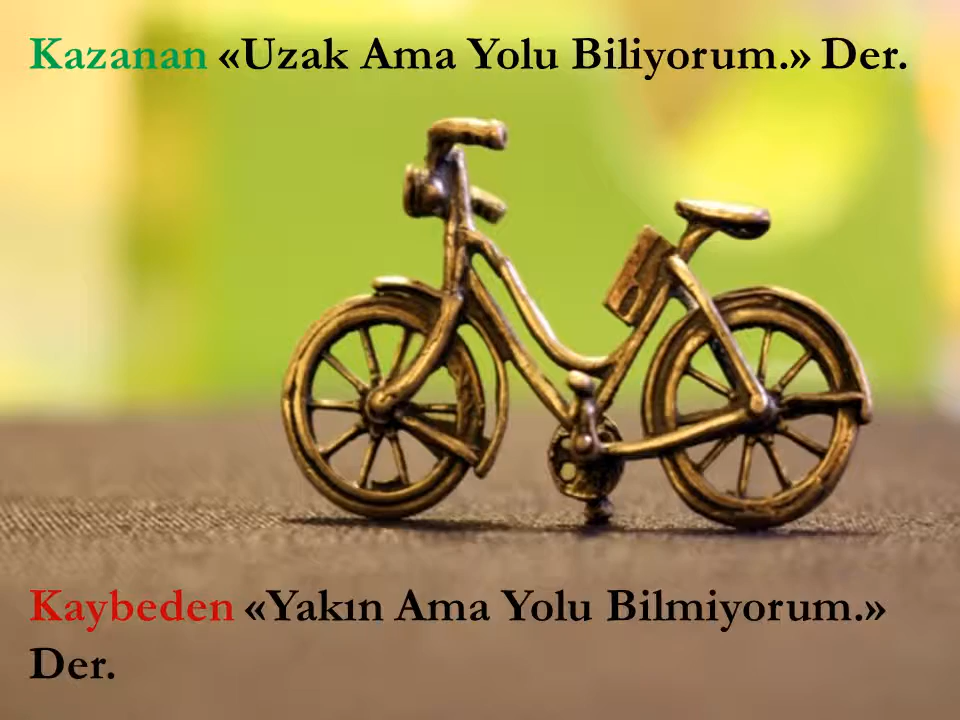 Kazanan «Uzak Ama Yolu Biliyorum.» Der.
Kaybeden «Yakın Ama Yolu Bilmiyorum.»
Der.